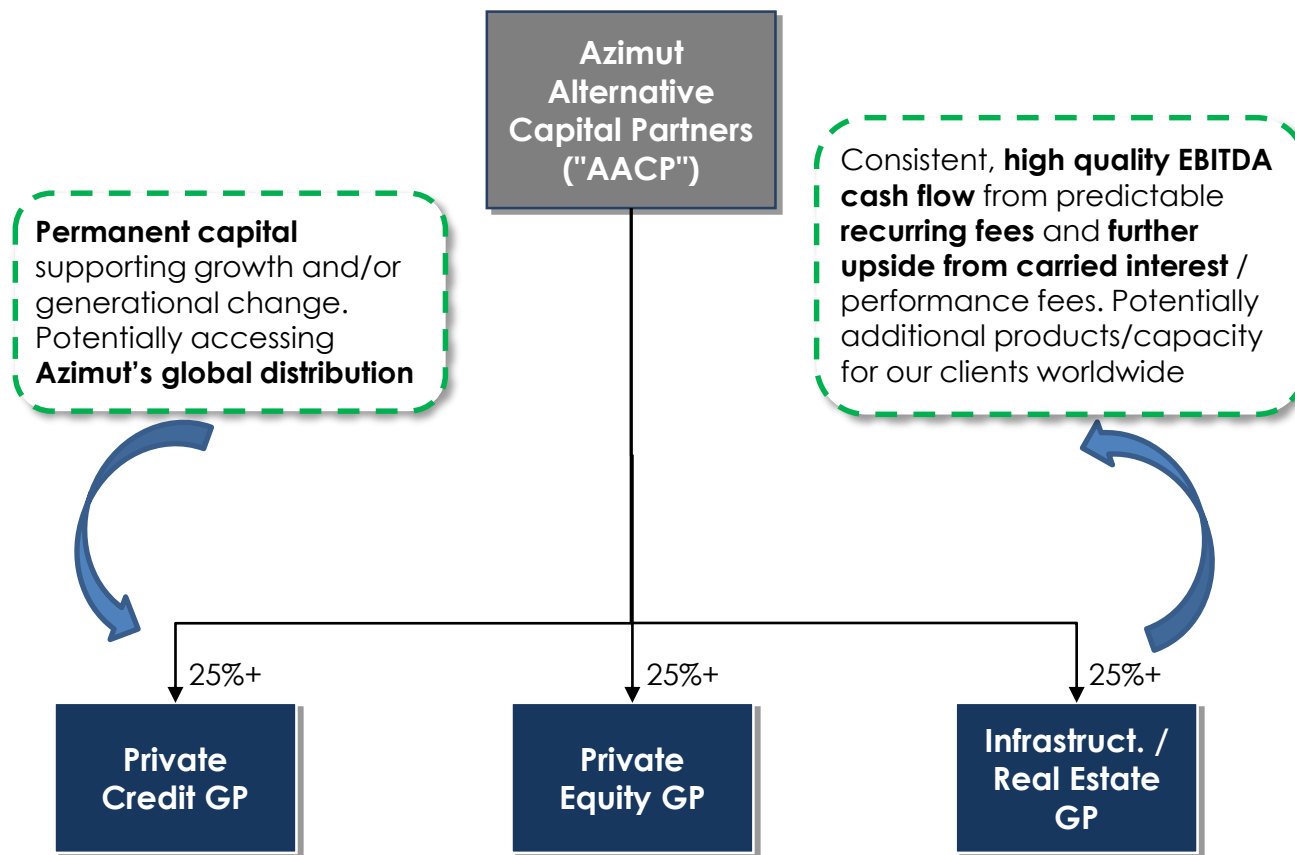 Azimut
Alternative
Capital Partners
("AACP")
Permanent capital
supporting growth and/or
generational change.
Potentially accessing
Azimut’s global distribution
Consistent, high quality EBITDA
cash flow from predictable
recurring fees and further
upside from carried interest /
performance fees. Potentially
additional products/capacity
for our clients worldwide
25%+
25%+
25%+
Private
Credit GP
Private
Equity GP
Infrastruct. /
Real Estate
GP